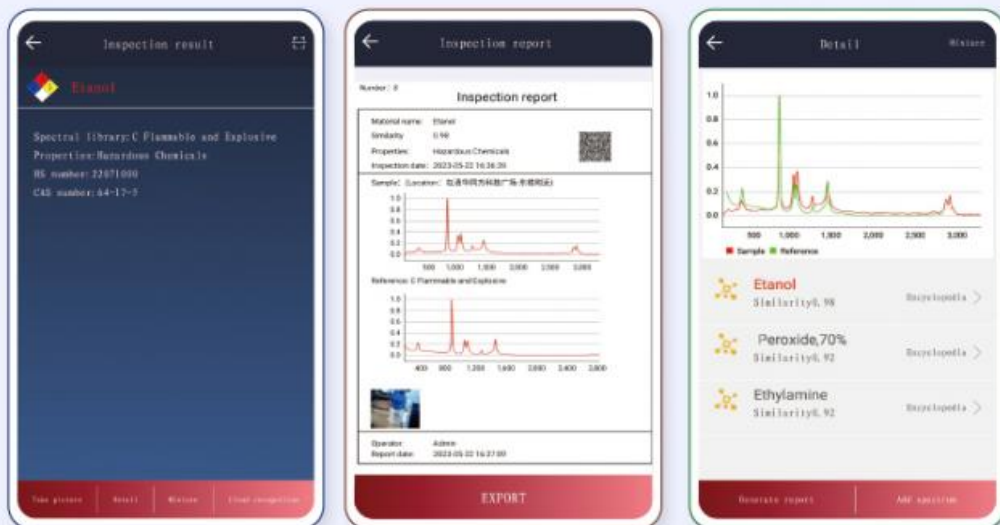 Inspection result
Etanol
Spectral library:C Flammable and Explosive
Properties:Hazardous Chemicals
HS number:22071000
CAS number:64-17-5
Take picture
Detail
Mixture
Cloud recognition
Inspection report
Number: 8
Inspection report
Material name: Etanol
Similarity 0.98
Properties: Hazardous Chemicals
Inspection date: 2023-05-22 16:26:39
Sample: (Location:
1.0
0.8
0.6
0.4
0.2
0.0
500 1,000 1,500 2,000 2,500 3,000
Reference: C Flammable and Explosive
1.0
0.8
0.6
0.4
0.2
0.0
400 800 1,200 1,600 2,000 2,400 2,800
Operator: Admin
Report date: 2023-05-22 16:27:09
EXPORT
Detail
Mixture
1.0
0.8
0.6
0.4
0.2
0.0
500 1,000 1,500 2,000 2,500 3,000
Sample Reference
Etanol
Similarity0.98
Encyclopedia
Peroxide,70%
Similarity0.92
Encyclopedia
Ethylamine
Similarity0.92
Encyclopedia
Generate report
Add spectrum